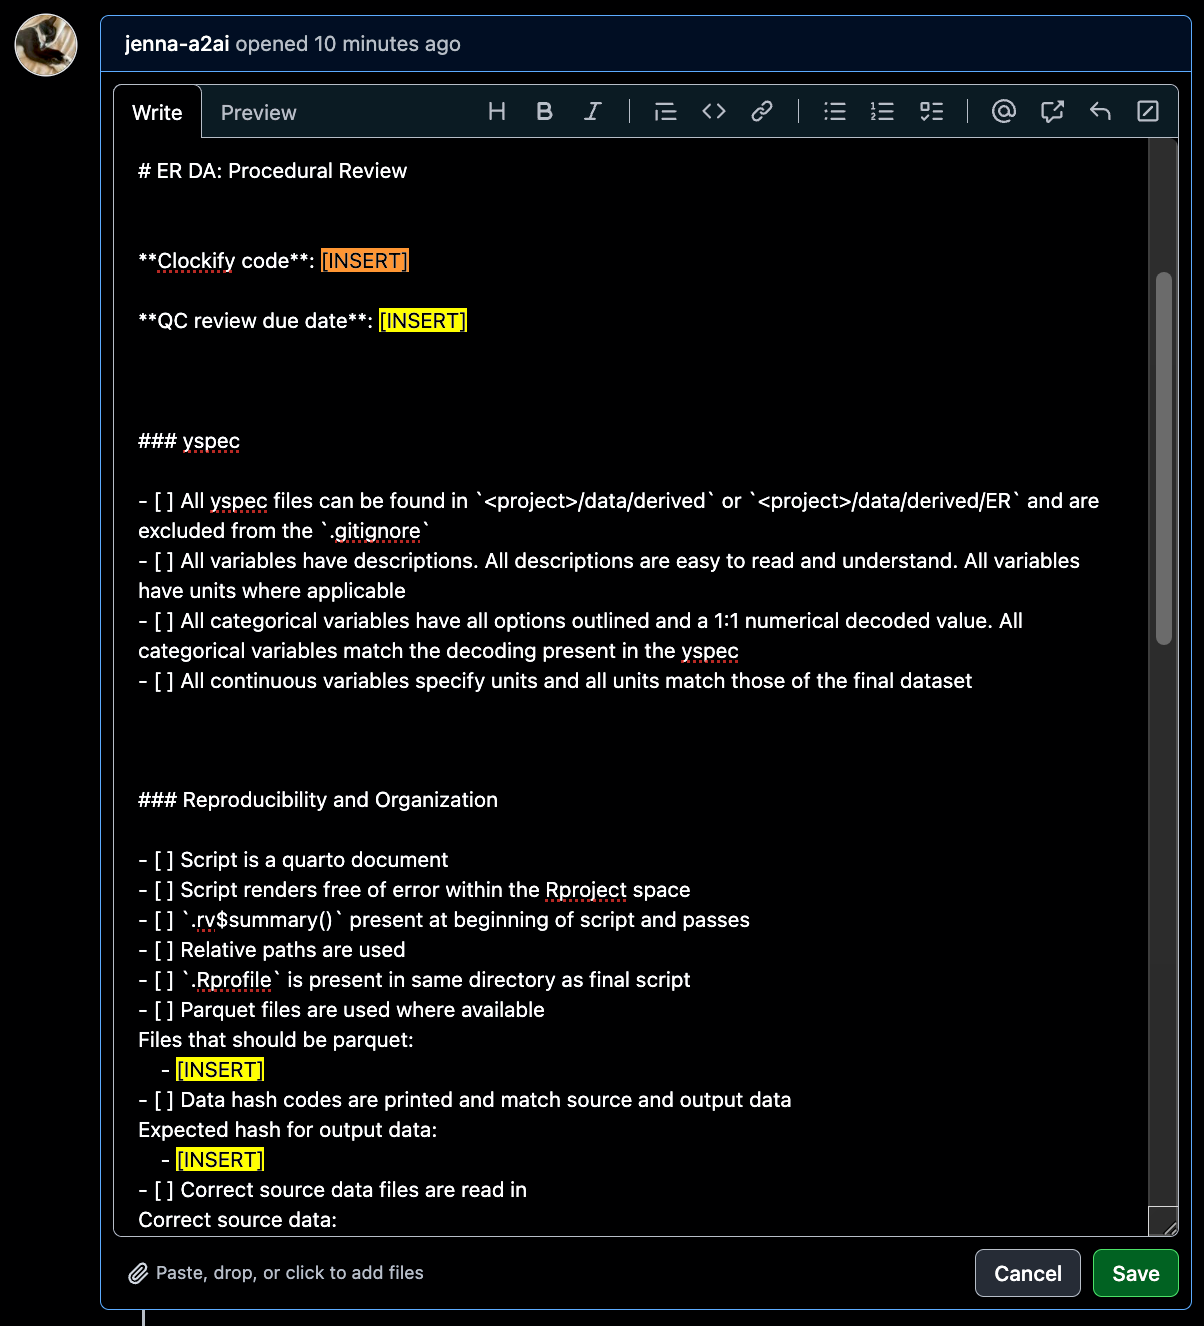 jenna-a2ai opened 10 minutes ago
Write Preview
# ER DA: Procedural Review
**Clockify code**: [INSERT]
**QC review due date**: [INSERT]
### yspec
- [ ] All yspec files can be found in `<project>/data/derived` or `<project>/data/derived/ER` and are
excluded from the `.gitignore`
- [ ] All variables have descriptions. All descriptions are easy to read and understand. All variables
have units where applicable
- [ ] All categorical variables have all options outlined and a 1:1 numerical decoded value. All
categorical variables match the decoding present in the yspec
- [ ] All continuous variables specify units and all units match those of the final dataset
### Reproducibility and Organization
- [ ] Script is a quarto document
- [ ] Script renders free of error within the Rproject space
- [ ] `.rv$summary()` present at beginning of script and passes
- [ ] Relative paths are used
- [ ] `.Rprofile` is present in same directory as final script
- [ ] Parquet files are used where available
Files that should be parquet:
- [INSERT]
- [ ] Data hash codes are printed and match source and output data
Expected hash for output data:
- [INSERT]
- [ ] Correct source data files are read in
Correct source data:
Paste, drop, or click to add files
Cancel Save